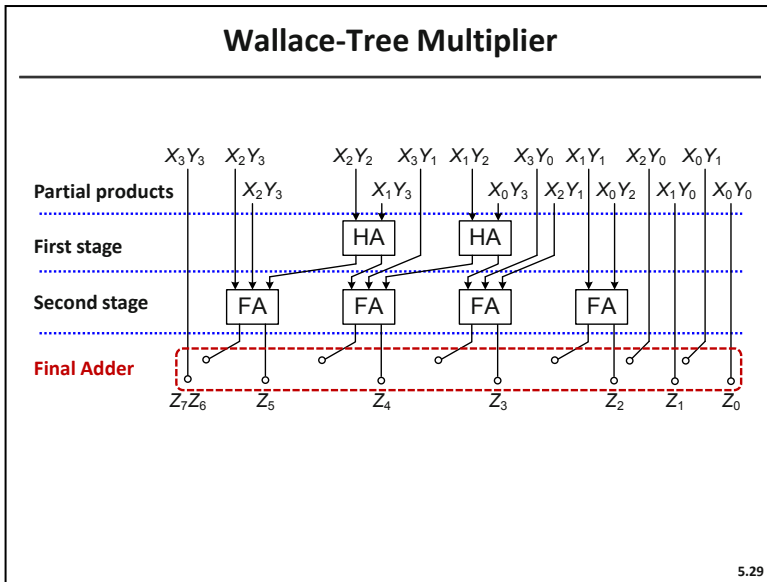 Wallace-Tree Multiplier
X₃Y₃ X₂Y₃ X₂Y₂ X₃Y₁ X₁Y₂ X₃Y₀ X₁Y₁ X₂Y₀ X₀Y₁
Partial products X₂Y₃ X₁Y₃ X₀Y₃ X₂Y₁ X₀Y₂ X₁Y₀ X₀Y₀
First stage HA HA
Second stage FA FA FA FA
Final Adder
Z₇Z₆ Z₅ Z₄ Z₃ Z₂ Z₁ Z₀
5.29